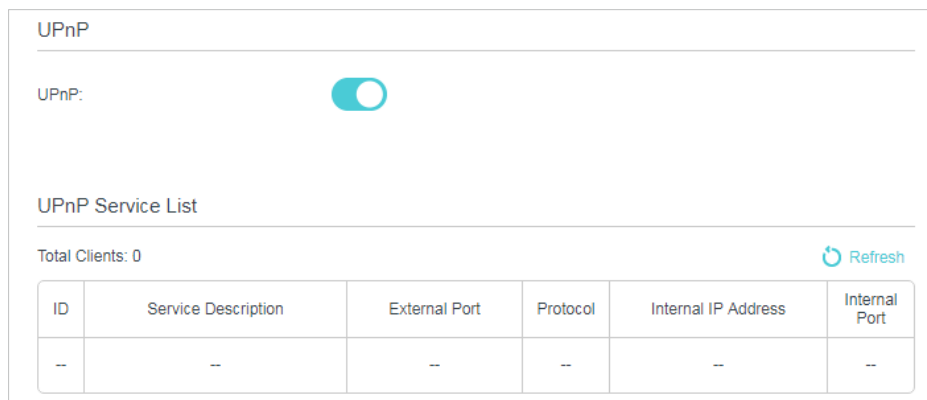 UPnP
UPnP:
UPnP Service List
Total Clients: 0 Refresh
ID Service Description External Port Protocol Internal IP Address Internal Port
-- -- -- -- -- --